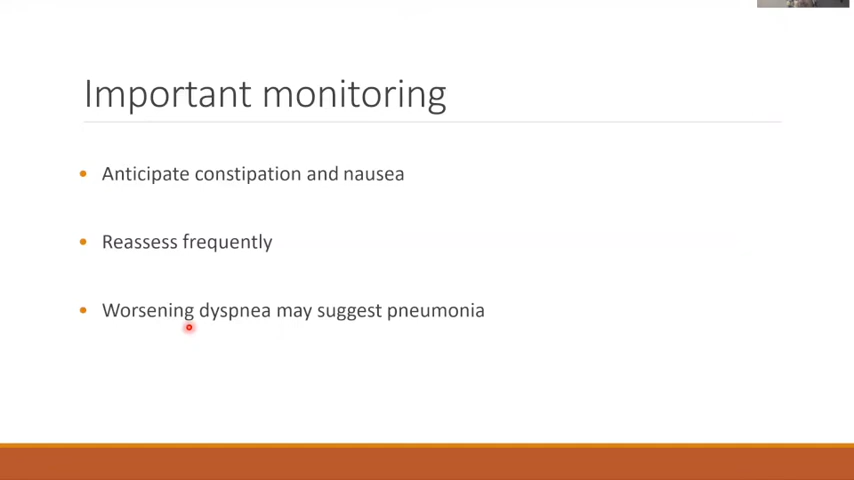 Important monitoring
Anticipate constipation and nausea
Reassess frequently
Worsening dyspnea may suggest pneumonia